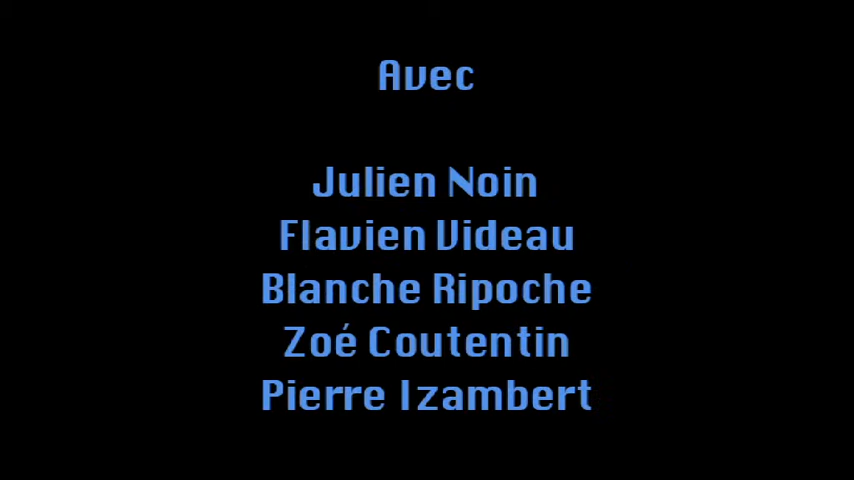 Avec
Julien Noin
Flavien Videau
Blanche Ripoche
Zoé Coutentin
Pierre Izambert